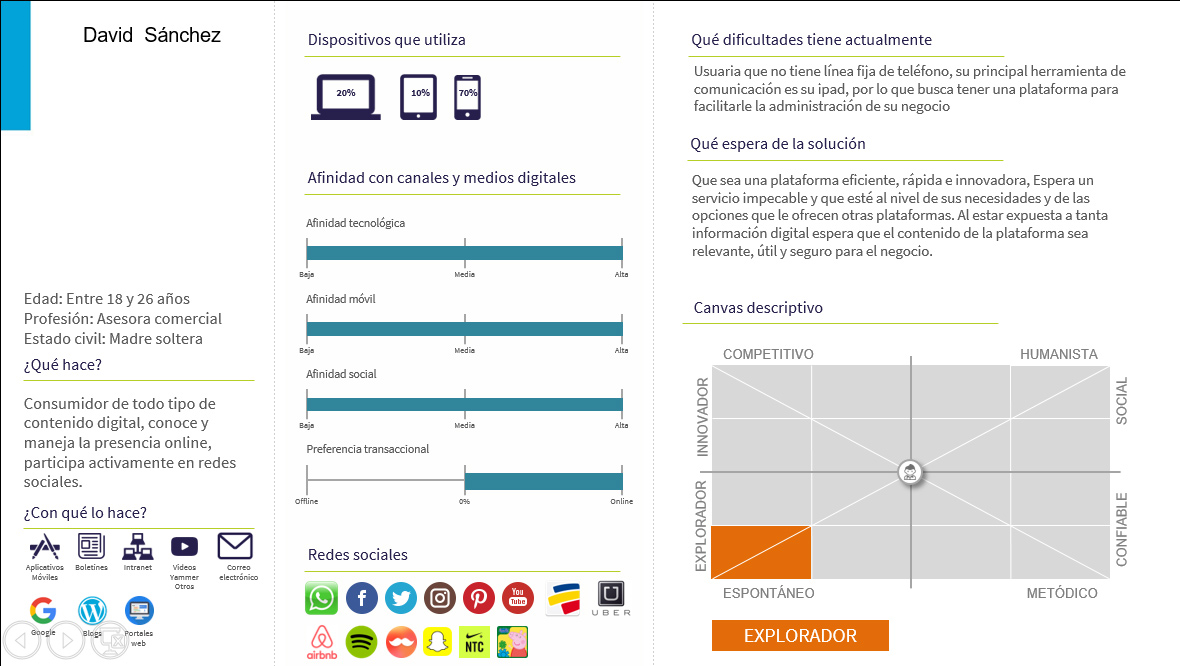 David Sánchez
Edad: Entre 18 y 26 años
Profesión: Asesora comercial
Estado civil: Madre soltera
¿Qué hace?
Consumidor de todo tipo de
contenido digital, conoce y
maneja la presencia online,
participa activamente en redes
sociales.
¿Con qué lo hace?
Aplicativos
Móviles
Boletines
Intranet
Videos
Yammer
Otros
Correo
electrónico
Google
Blogs
Portales
web
Dispositivos que utiliza
20%
10%
70%
Afinidad con canales y medios digitales
Afinidad tecnológica
Baja Media Alta
Afinidad móvil
Baja Media Alta
Afinidad social
Baja Media Alta
Preferencia transaccional
Offline 0% Online
Redes sociales
You
Tube
UBER
airbnb
NTC
Qué dificultades tiene actualmente
Usuaria que no tiene línea fija de teléfono, su principal herramienta de
comunicación es su ipad, por lo que busca tener una plataforma para
facilitarle la administración de su negocio
Qué espera de la solución
Que sea una plataforma eficiente, rápida e innovadora, Espera un
servicio impecable y que esté al nivel de sus necesidades y de las
opciones que le ofrecen otras plataformas. Al estar expuesta a tanta
información digital espera que el contenido de la plataforma sea
relevante, útil y seguro para el negocio.
Canvas descriptivo
COMPETITIVO HUMANISTA
INNOVADOR
SOCIAL
EXPLORADOR
CONFIABLE
ESPONTÁNEO METÓDICO
EXPLORADOR